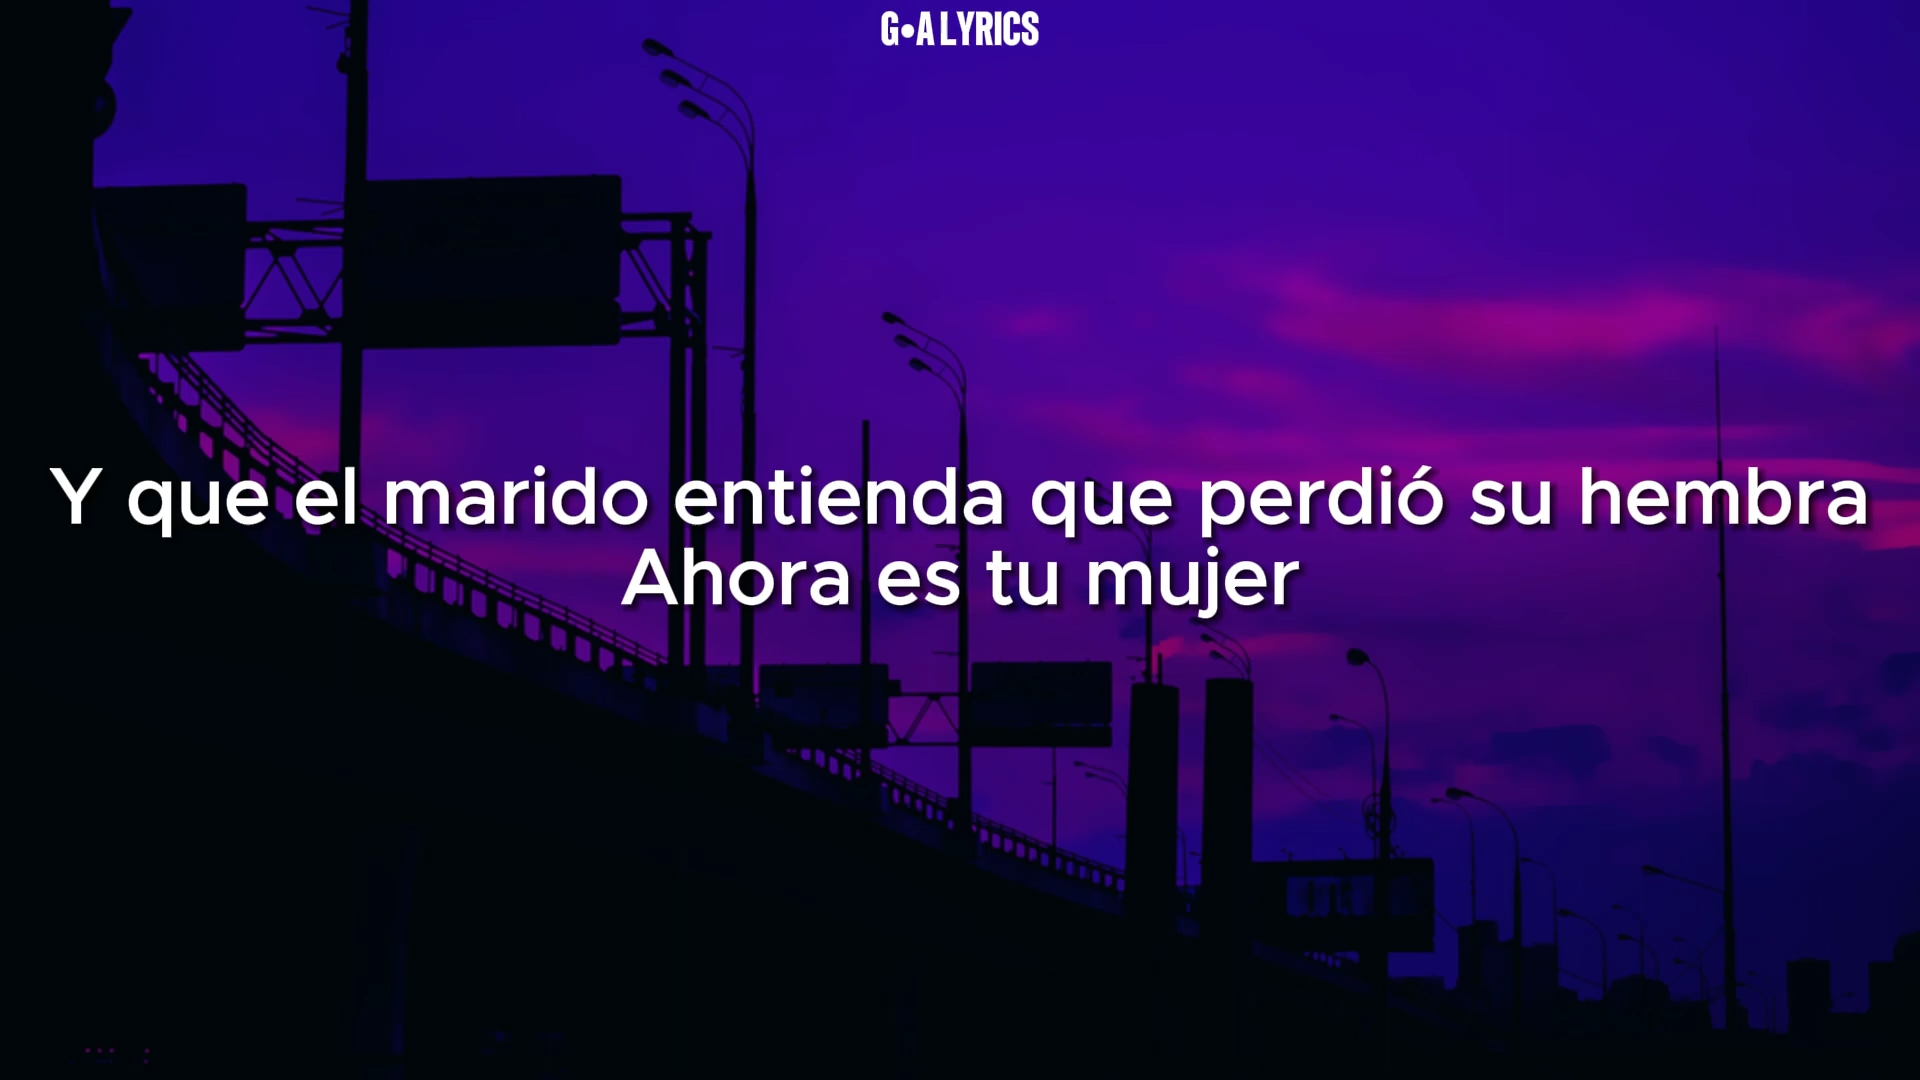 G•A LYRICS
Y que el marido entienda que perdió su hembra
Ahora es tu mujer